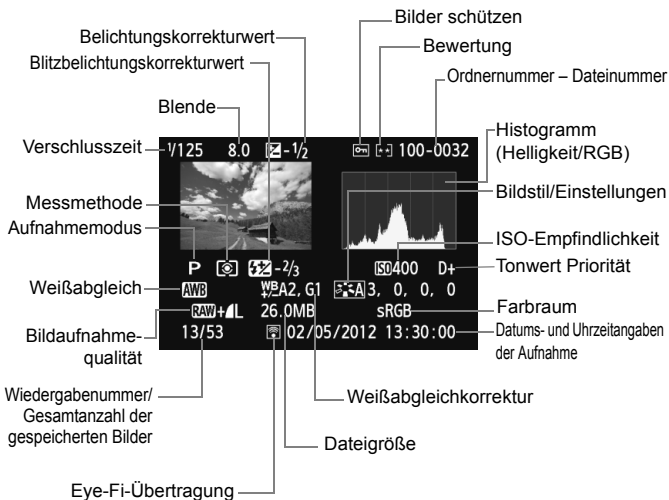 Bilder schützen
Belichtungskorrekturwert
Bewertung
Blitzbelichtungskorrekturwert
Ordnernummer – Dateinummer
Blende
Verschlusszeit
1/125 8.0 -1/2 100-0032
Histogramm
(Helligkeit/RGB)
Messmethode
Bildstil/Einstellungen
Aufnahmemodus
ISO-Empfindlichkeit
P -2/3 ISO400 D+
Tonwert Priorität
Weißabgleich
AWB WB+/-A2, G1 A3, 0, 0, 0
RAW+L 26.0MB sRGB
Farbraum
Bildaufnahme-
qualität
13/53 02/05/2012 13:30:00
Datums- und Uhrzeitangaben
der Aufnahme
Wiedergabenummer/
Gesamtanzahl der
gespeicherten Bilder
Weißabgleichkorrektur
Dateigröße
Eye-Fi-Übertragung